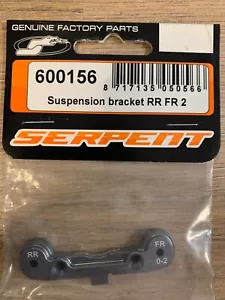 GENUINE FACTORY PARTS
600156
8 717135 050566
Suspension bracket RR FR 2
SERPENT
RR
FR
0-2